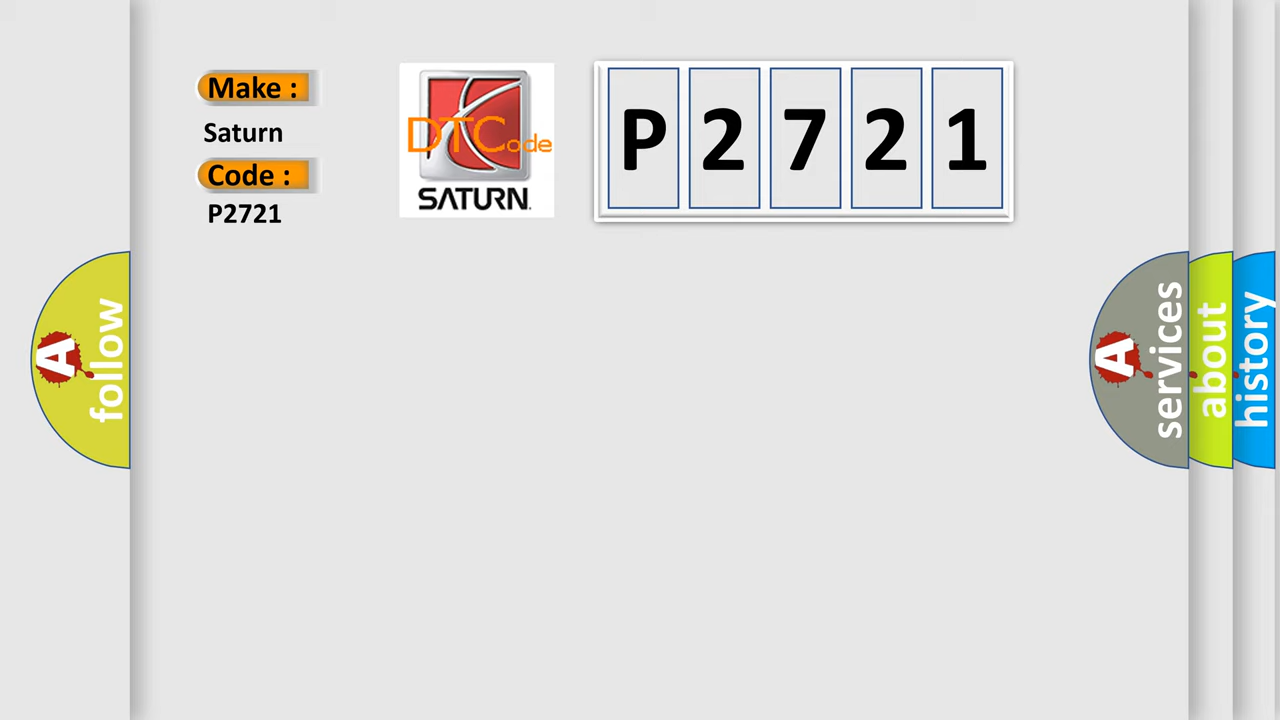 Make :
Saturn
Code :
P2721
DTCode
SATURN
P 2 7 2 1
A follow
A services
about
history